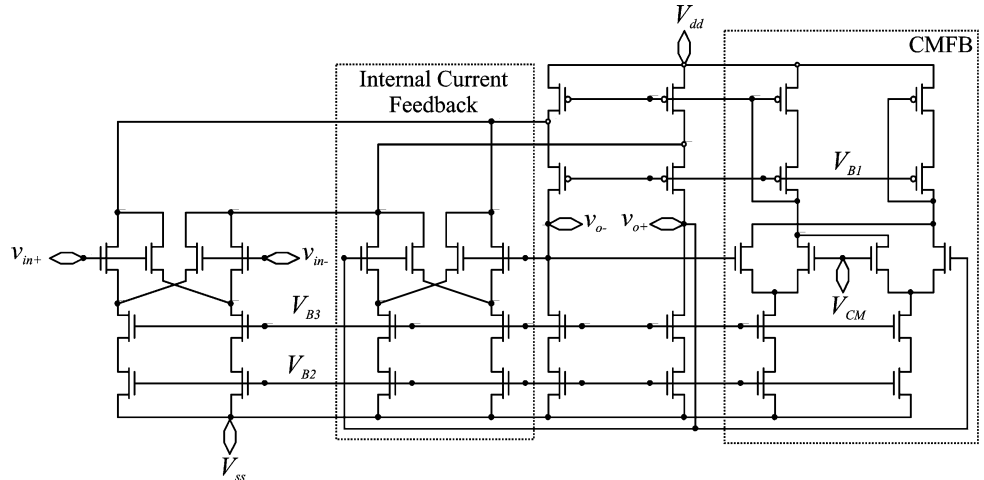 V_dd
CMFB
Internal Current
Feedback
V_B1
v_o-
v_o+
v_in+
v_in-
V_B3
V_CM
V_B2
V_ss